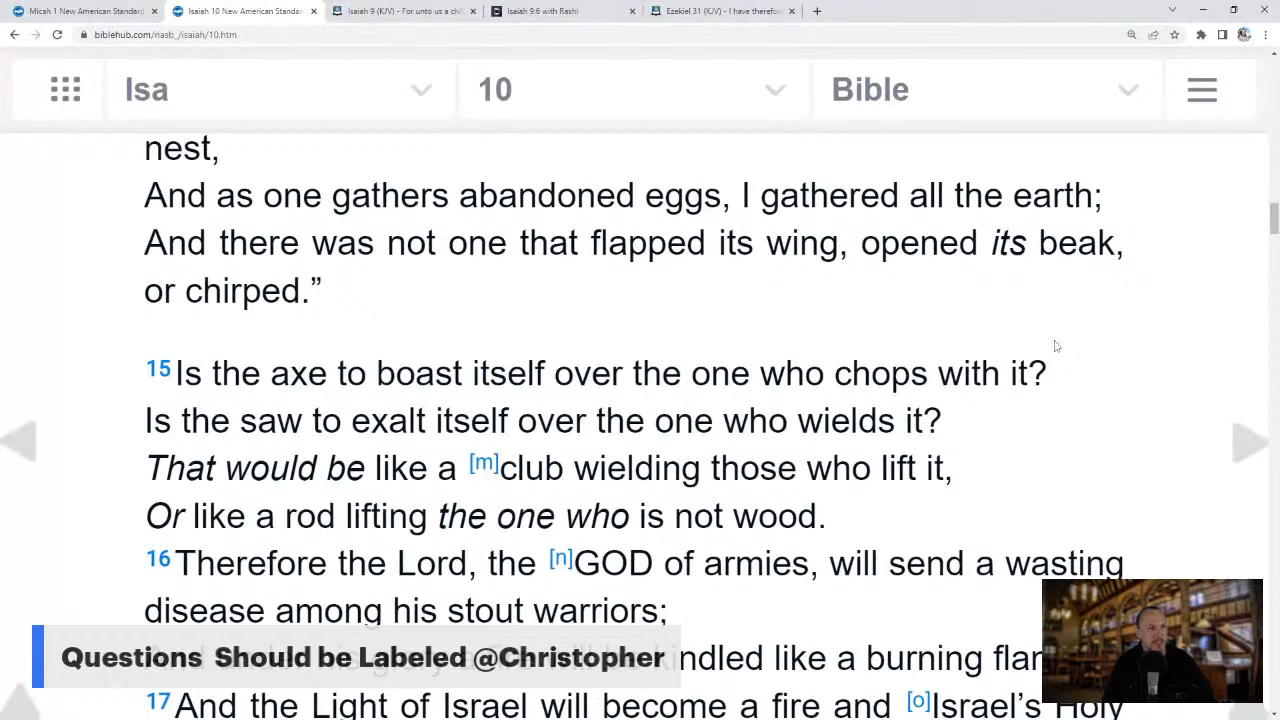 Micah 1 New American Standard
Isaiah 10 New American Standar
Isaiah 9 (KJV) - For unto us a chil
Isaiah 9:6 with Rashi
Ezekiel 31 (KJV) - I have therefor
biblehub.com/nasb_/isaiah/10.htm
Isa
10
Bible
nest,
And as one gathers abandoned eggs, I gathered all the earth;
And there was not one that flapped its wing, opened its beak,
or chirped.”
15 Is the axe to boast itself over the one who chops with it?
Is the saw to exalt itself over the one who wields it?
That would be like a [m]club wielding those who lift it,
Or like a rod lifting the one who is not wood.
16 Therefore the Lord, the [n]GOD of armies, will send a wasting
disease among his stout warriors;
kindled like a burning flam
17 And the Light of Israel will become a fire and [o]Israel’s Holy
Questions Should be Labeled @Christopher